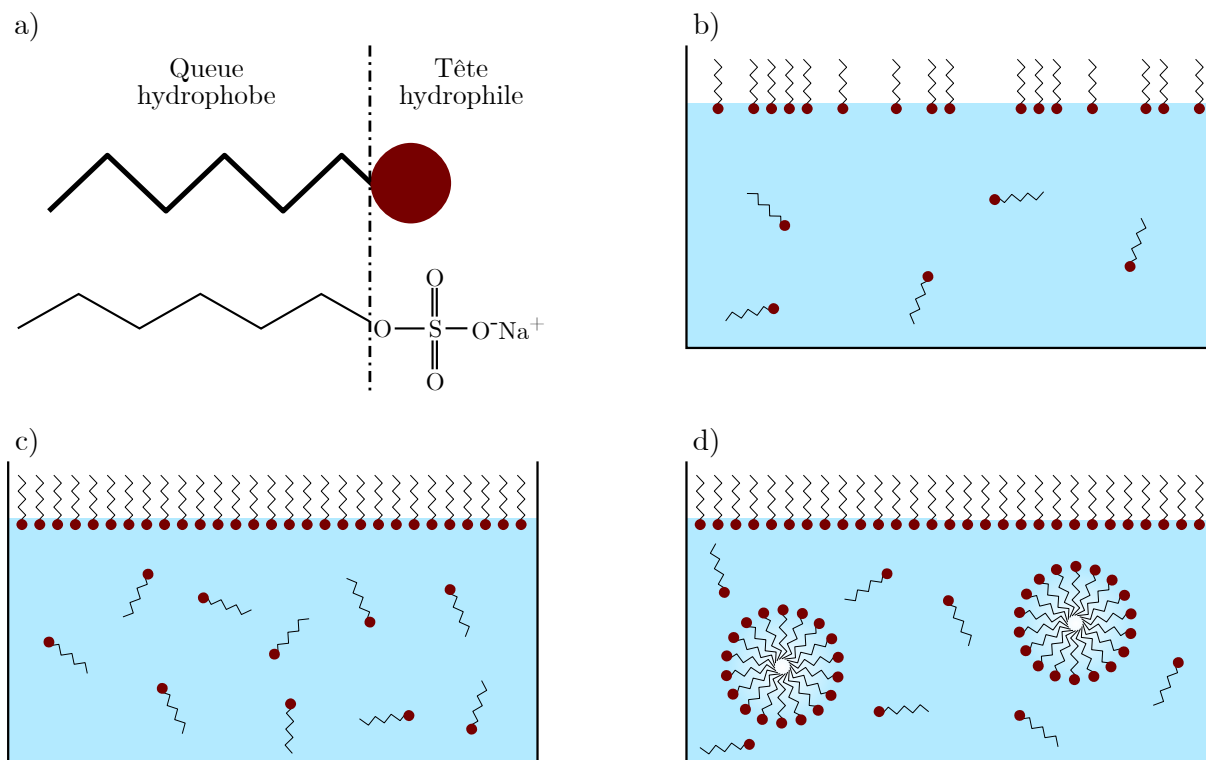 a)
Queue
hydrophobe
Tête
hydrophile
O
O
S
O-Na+
O
b)
c)
d)